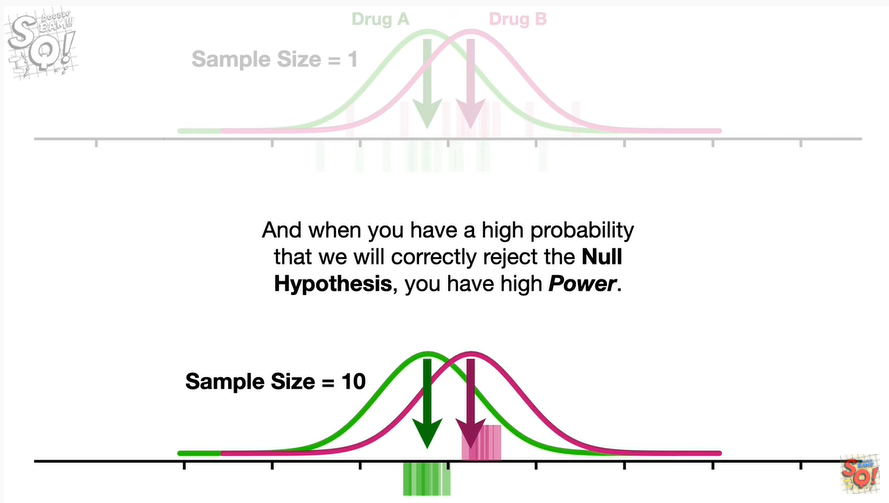 Drug A
Drug B
Sample Size = 1
And when you have a high probability
that we will correctly reject the Null
Hypothesis, you have high Power.
Sample Size = 10
SQ!